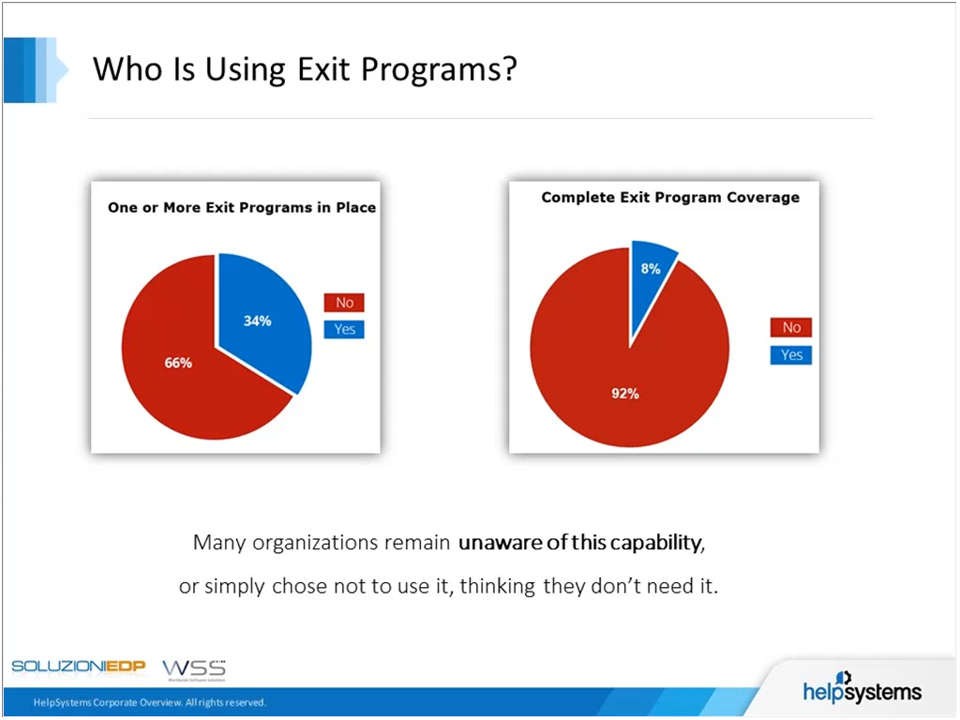 Who Is Using Exit Programs?
One or More Exit Programs in Place
34%
66%
No
Yes
Complete Exit Program Coverage
8%
92%
No
Yes
Many organizations remain unaware of this capability,
or simply chose not to use it, thinking they don't need it.
SOLUZIONIEDP
WSS
Worldwide Software Solutions
HelpSystems Corporate Overview. All rights reserved.
helpsystems